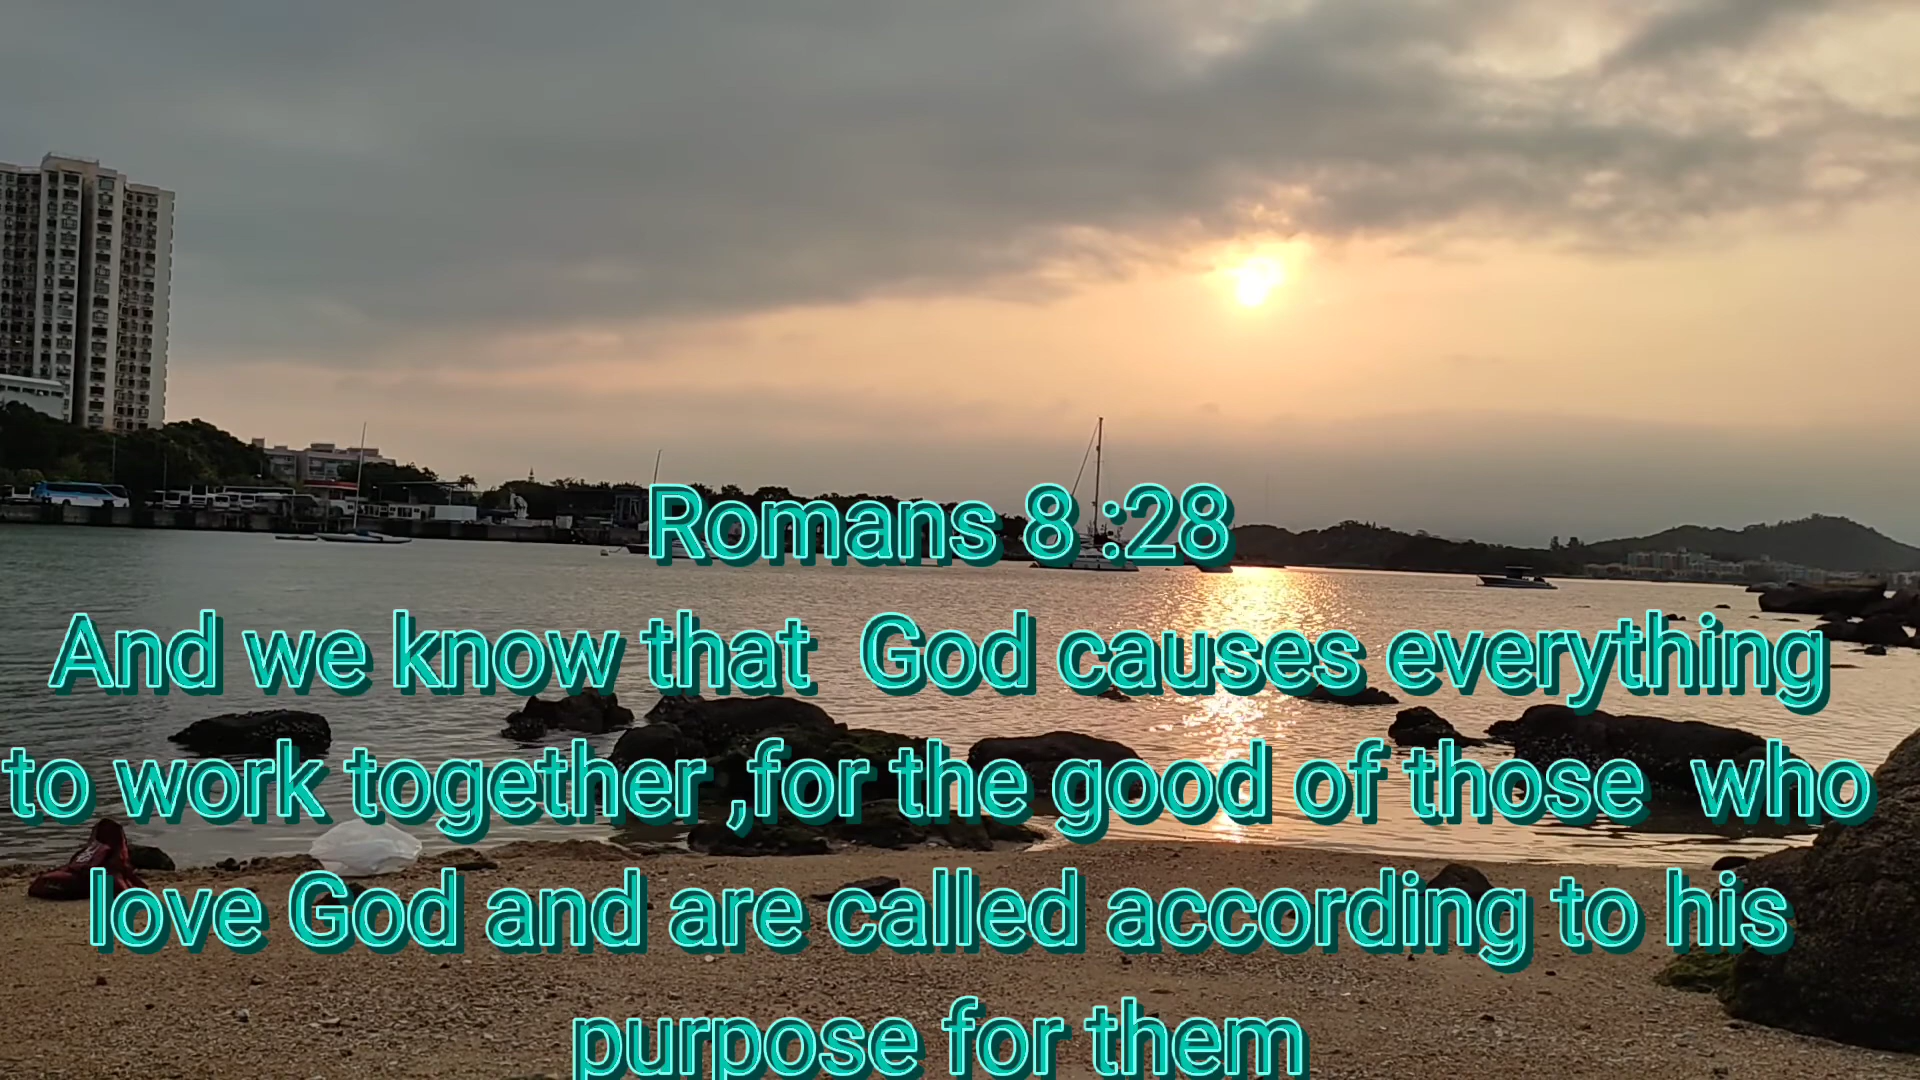 Romans 8 :28
And we know that  God causes everything
to work together ,for the good of those  who
love God and are called according to his
purpose for them